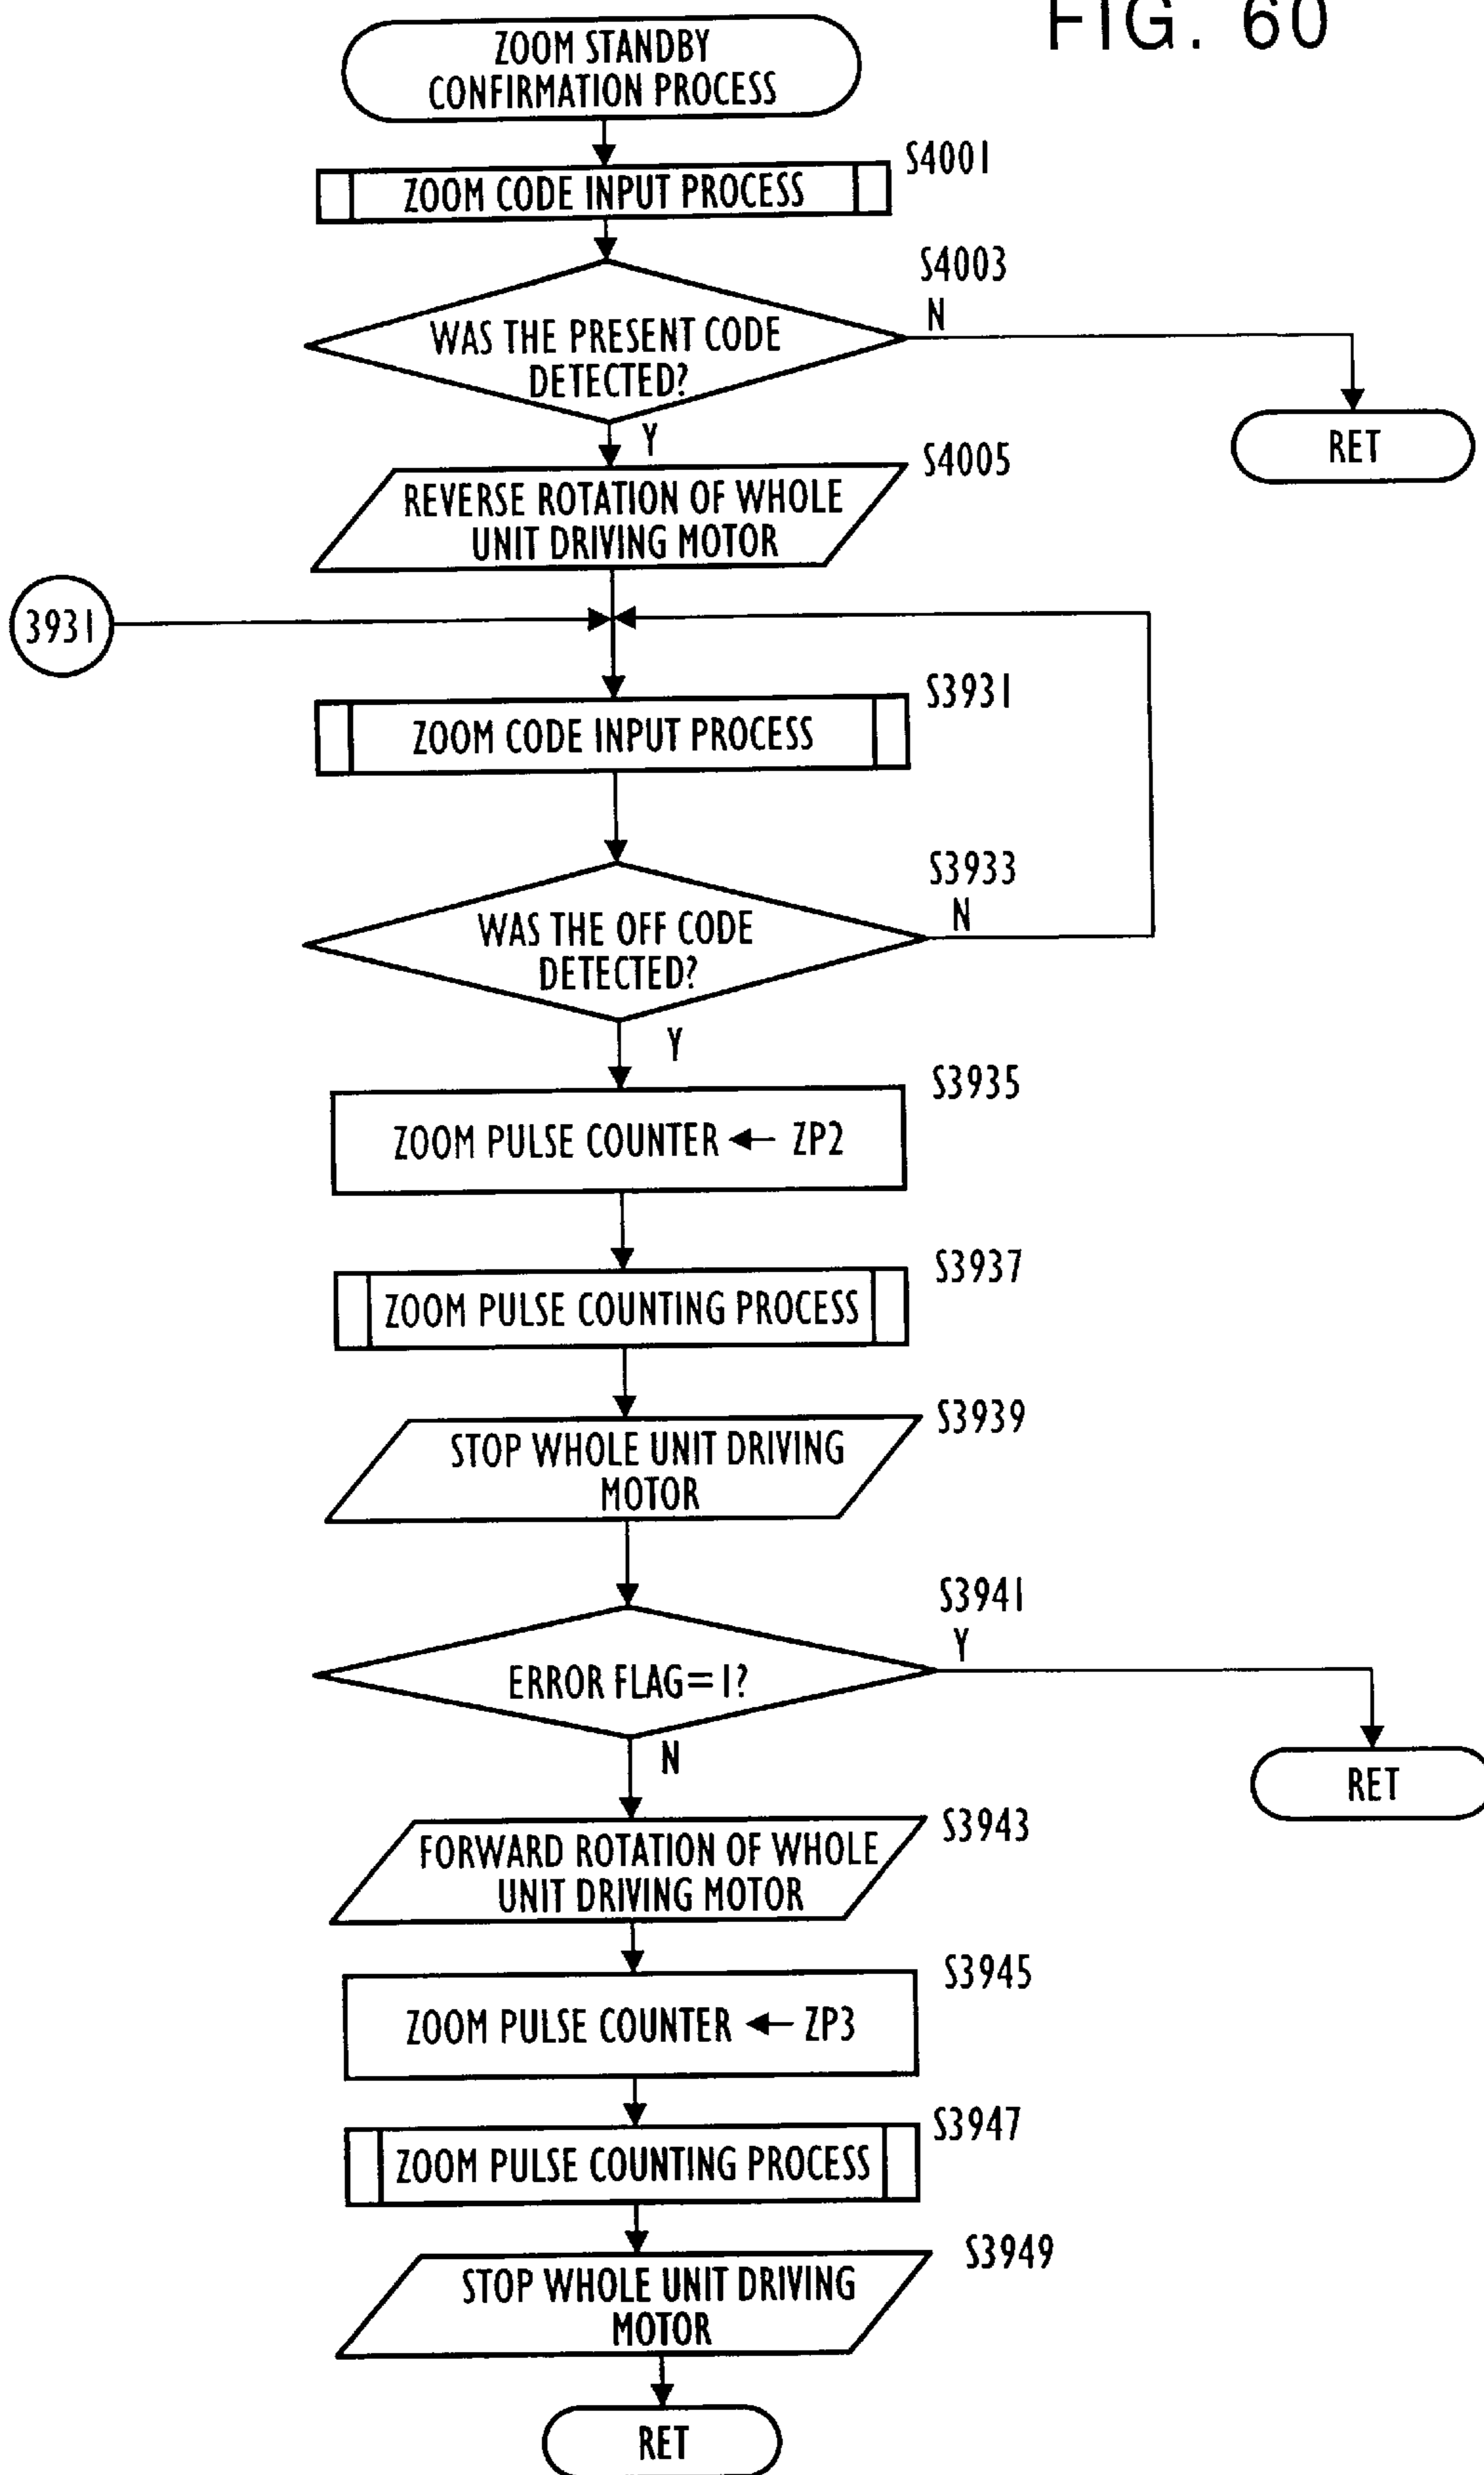 FIG. 60
ZOOM STANDBY
CONFIRMATION PROCESS
S4001
ZOOM CODE INPUT PROCESS
S4003
N
WAS THE PRESENT CODE
DETECTED?
Y
RET
S4005
REVERSE ROTATION OF WHOLE
UNIT DRIVING MOTOR
3931
S3931
ZOOM CODE INPUT PROCESS
S3933
N
WAS THE OFF CODE
DETECTED?
Y
S3935
ZOOM PULSE COUNTER ← ZP2
S3937
ZOOM PULSE COUNTING PROCESS
S3939
STOP WHOLE UNIT DRIVING
MOTOR
S3941
Y
ERROR FLAG=1?
N
RET
S3943
FORWARD ROTATION OF WHOLE
UNIT DRIVING MOTOR
S3945
ZOOM PULSE COUNTER ← ZP3
S3947
ZOOM PULSE COUNTING PROCESS
S3949
STOP WHOLE UNIT DRIVING
MOTOR
RET